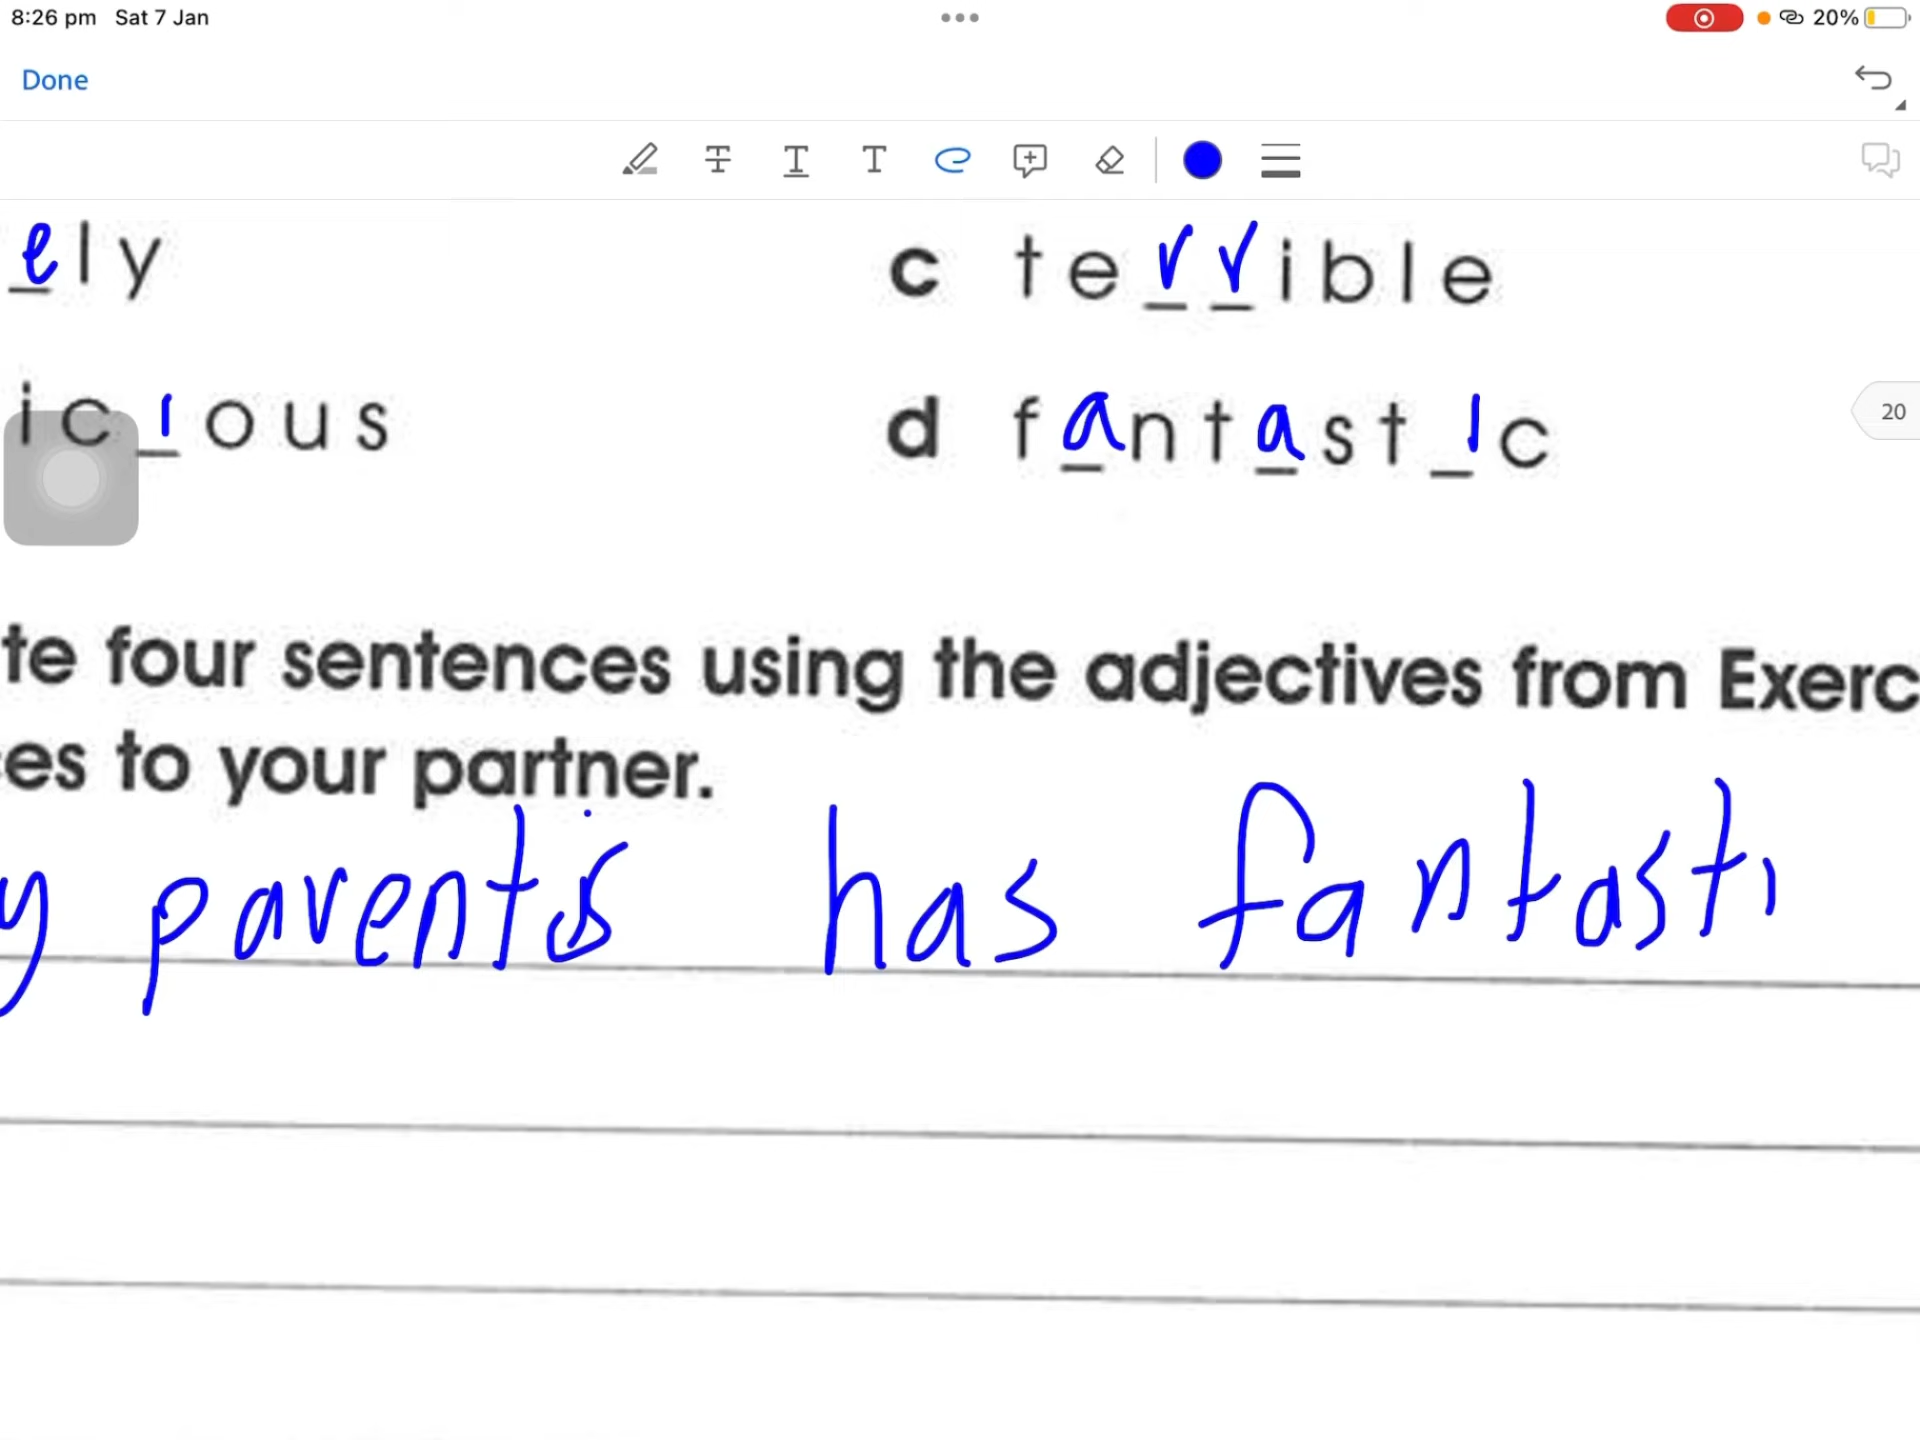 8:26 pm Sat 7 Jan 20%
Done
ely c terrible
icious d fantastic
20
te four sentences using the adjectives from Exerc
es to your partner.
y parents has fantasti